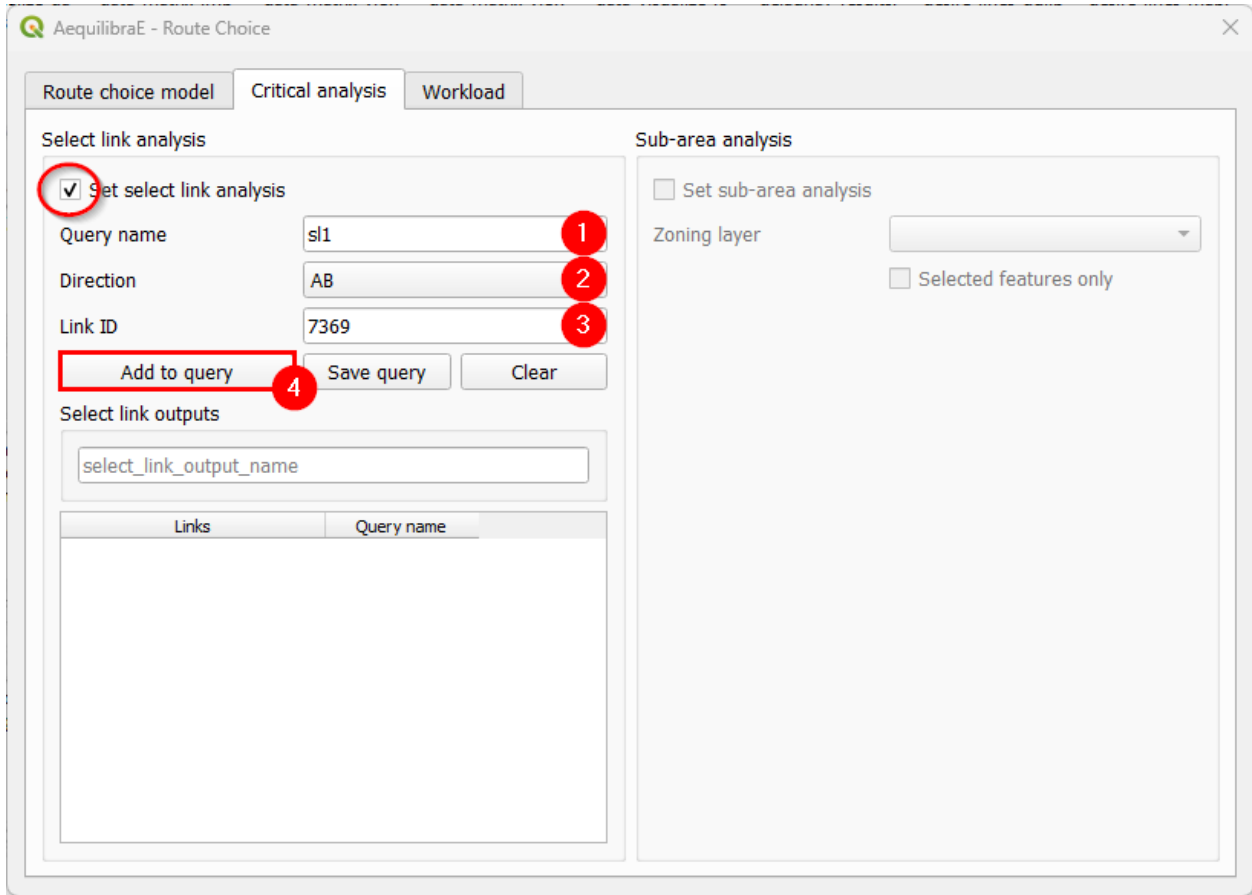 AequilibraE - Route Choice
Route choice model Critical analysis Workload
Select link analysis
Set select link analysis
Query name sl1 1
Direction AB 2
Link ID 7369 3
Add to query 4 Save query Clear
Select link outputs
select_link_output_name
Links Query name
Sub-area analysis
Set sub-area analysis
Zoning layer
Selected features only